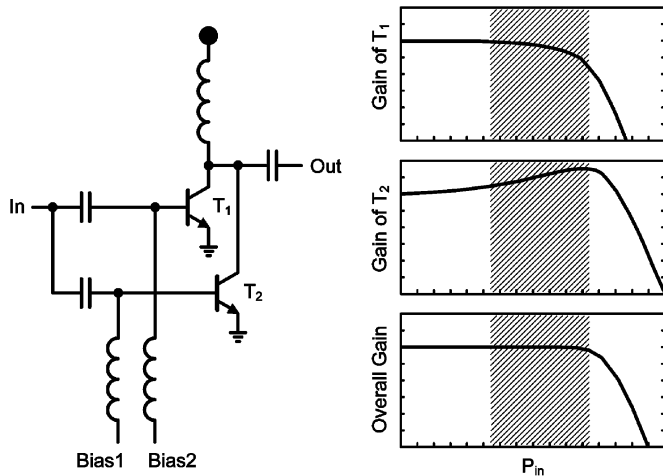 Out
In
T1
T2
Bias1
Bias2
Gain of T1
Gain of T2
Overall Gain
Pin